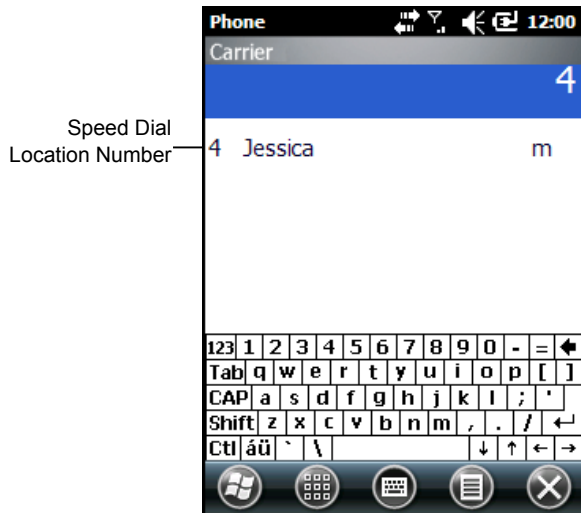 Phone 12:00
Carrier
4
Speed Dial
Location Number
4 Jessica m
123 1 2 3 4 5 6 7 8 9 0 - =
Tab q w e r t y u i o p [ ]
CAP a s d f g h j k l ; '
Shift z x c v b n m , . /
Ctl áü ` \ ↓ ↑ ← →